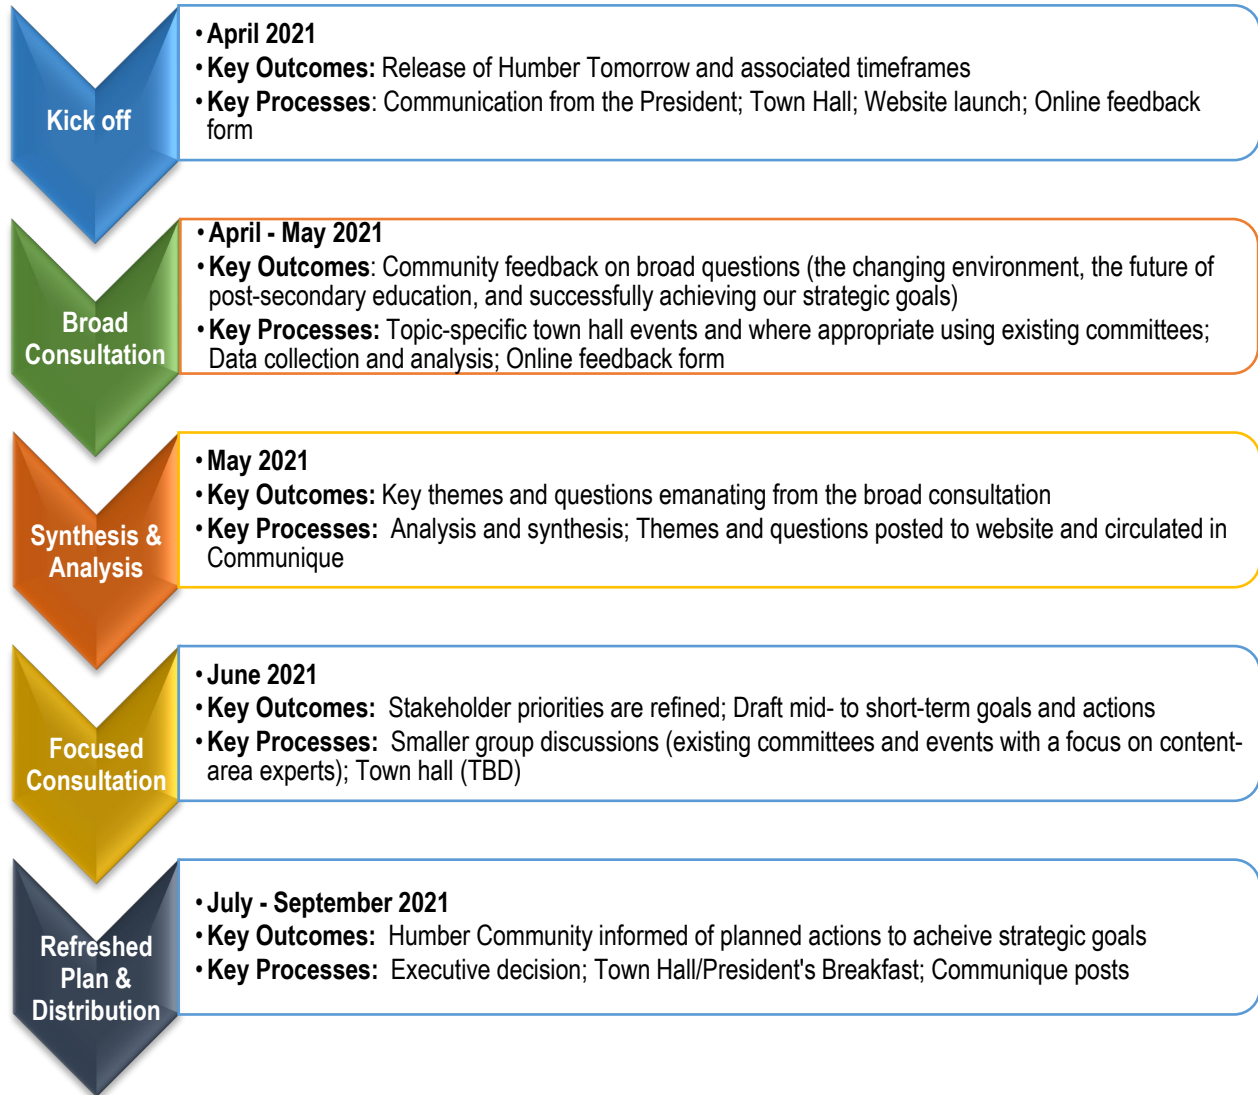 Kick off
• April 2021
• Key Outcomes: Release of Humber Tomorrow and associated timeframes
• Key Processes: Communication from the President; Town Hall; Website launch; Online feedback
form
Broad
Consultation
• April - May 2021
• Key Outcomes: Community feedback on broad questions (the changing environment, the future of
post-secondary education, and successfully achieving our strategic goals)
• Key Processes: Topic-specific town hall events and where appropriate using existing committees;
Data collection and analysis; Online feedback form
Synthesis &
Analysis
• May 2021
• Key Outcomes: Key themes and questions emanating from the broad consultation
• Key Processes: Analysis and synthesis; Themes and questions posted to website and circulated in
Communique
Focused
Consultation
• June 2021
• Key Outcomes: Stakeholder priorities are refined; Draft mid- to short-term goals and actions
• Key Processes: Smaller group discussions (existing committees and events with a focus on content-
area experts); Town hall (TBD)
Refreshed
Plan &
Distribution
• July - September 2021
• Key Outcomes: Humber Community informed of planned actions to acheive strategic goals
• Key Processes: Executive decision; Town Hall/President's Breakfast; Communique posts